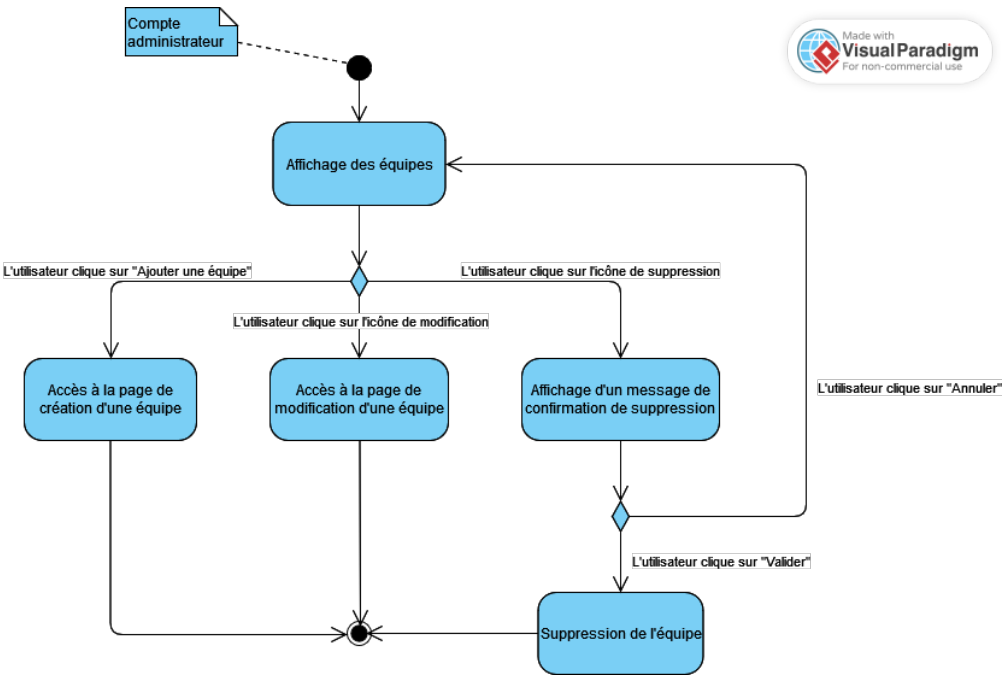 Compte
administrateur
Made with
Visual Paradigm
For non-commercial use
Affichage des équipes
L'utilisateur clique sur "Ajouter une équipe"
L'utilisateur clique sur l'icône de suppression
L'utilisateur clique sur l'icône de modification
Accès à la page de
création d'une équipe
Accès à la page de
modification d'une équipe
Affichage d'un message de
confirmation de suppression
L'utilisateur clique sur "Annuler"
L'utilisateur clique sur "Valider"
Suppression de l'équipe